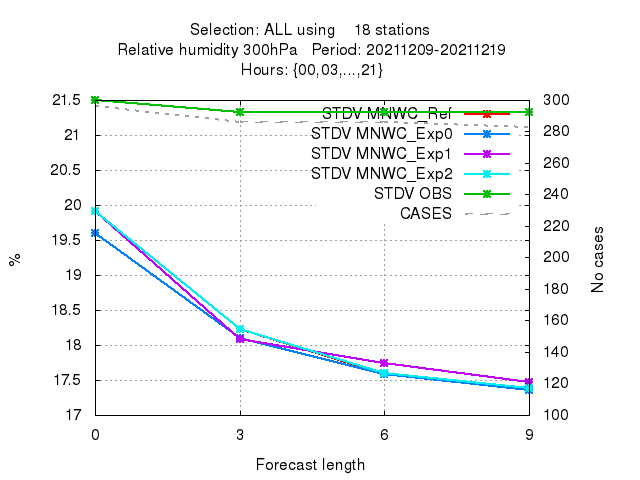 Selection: ALL using 18 stations
Relative humidity 300hPa Period: 20211209-20211219
Hours: {00,03,...,21}
STDV MNWC_Ref
STDV MNWC_Exp0
STDV MNWC_Exp1
STDV MNWC_Exp2
STDV OBS
CASES
21.5
21
20.5
20
19.5
19
18.5
18
17.5
17
%
300
280
260
240
220
200
180
160
140
120
100
No cases
0 3 6 9
Forecast length